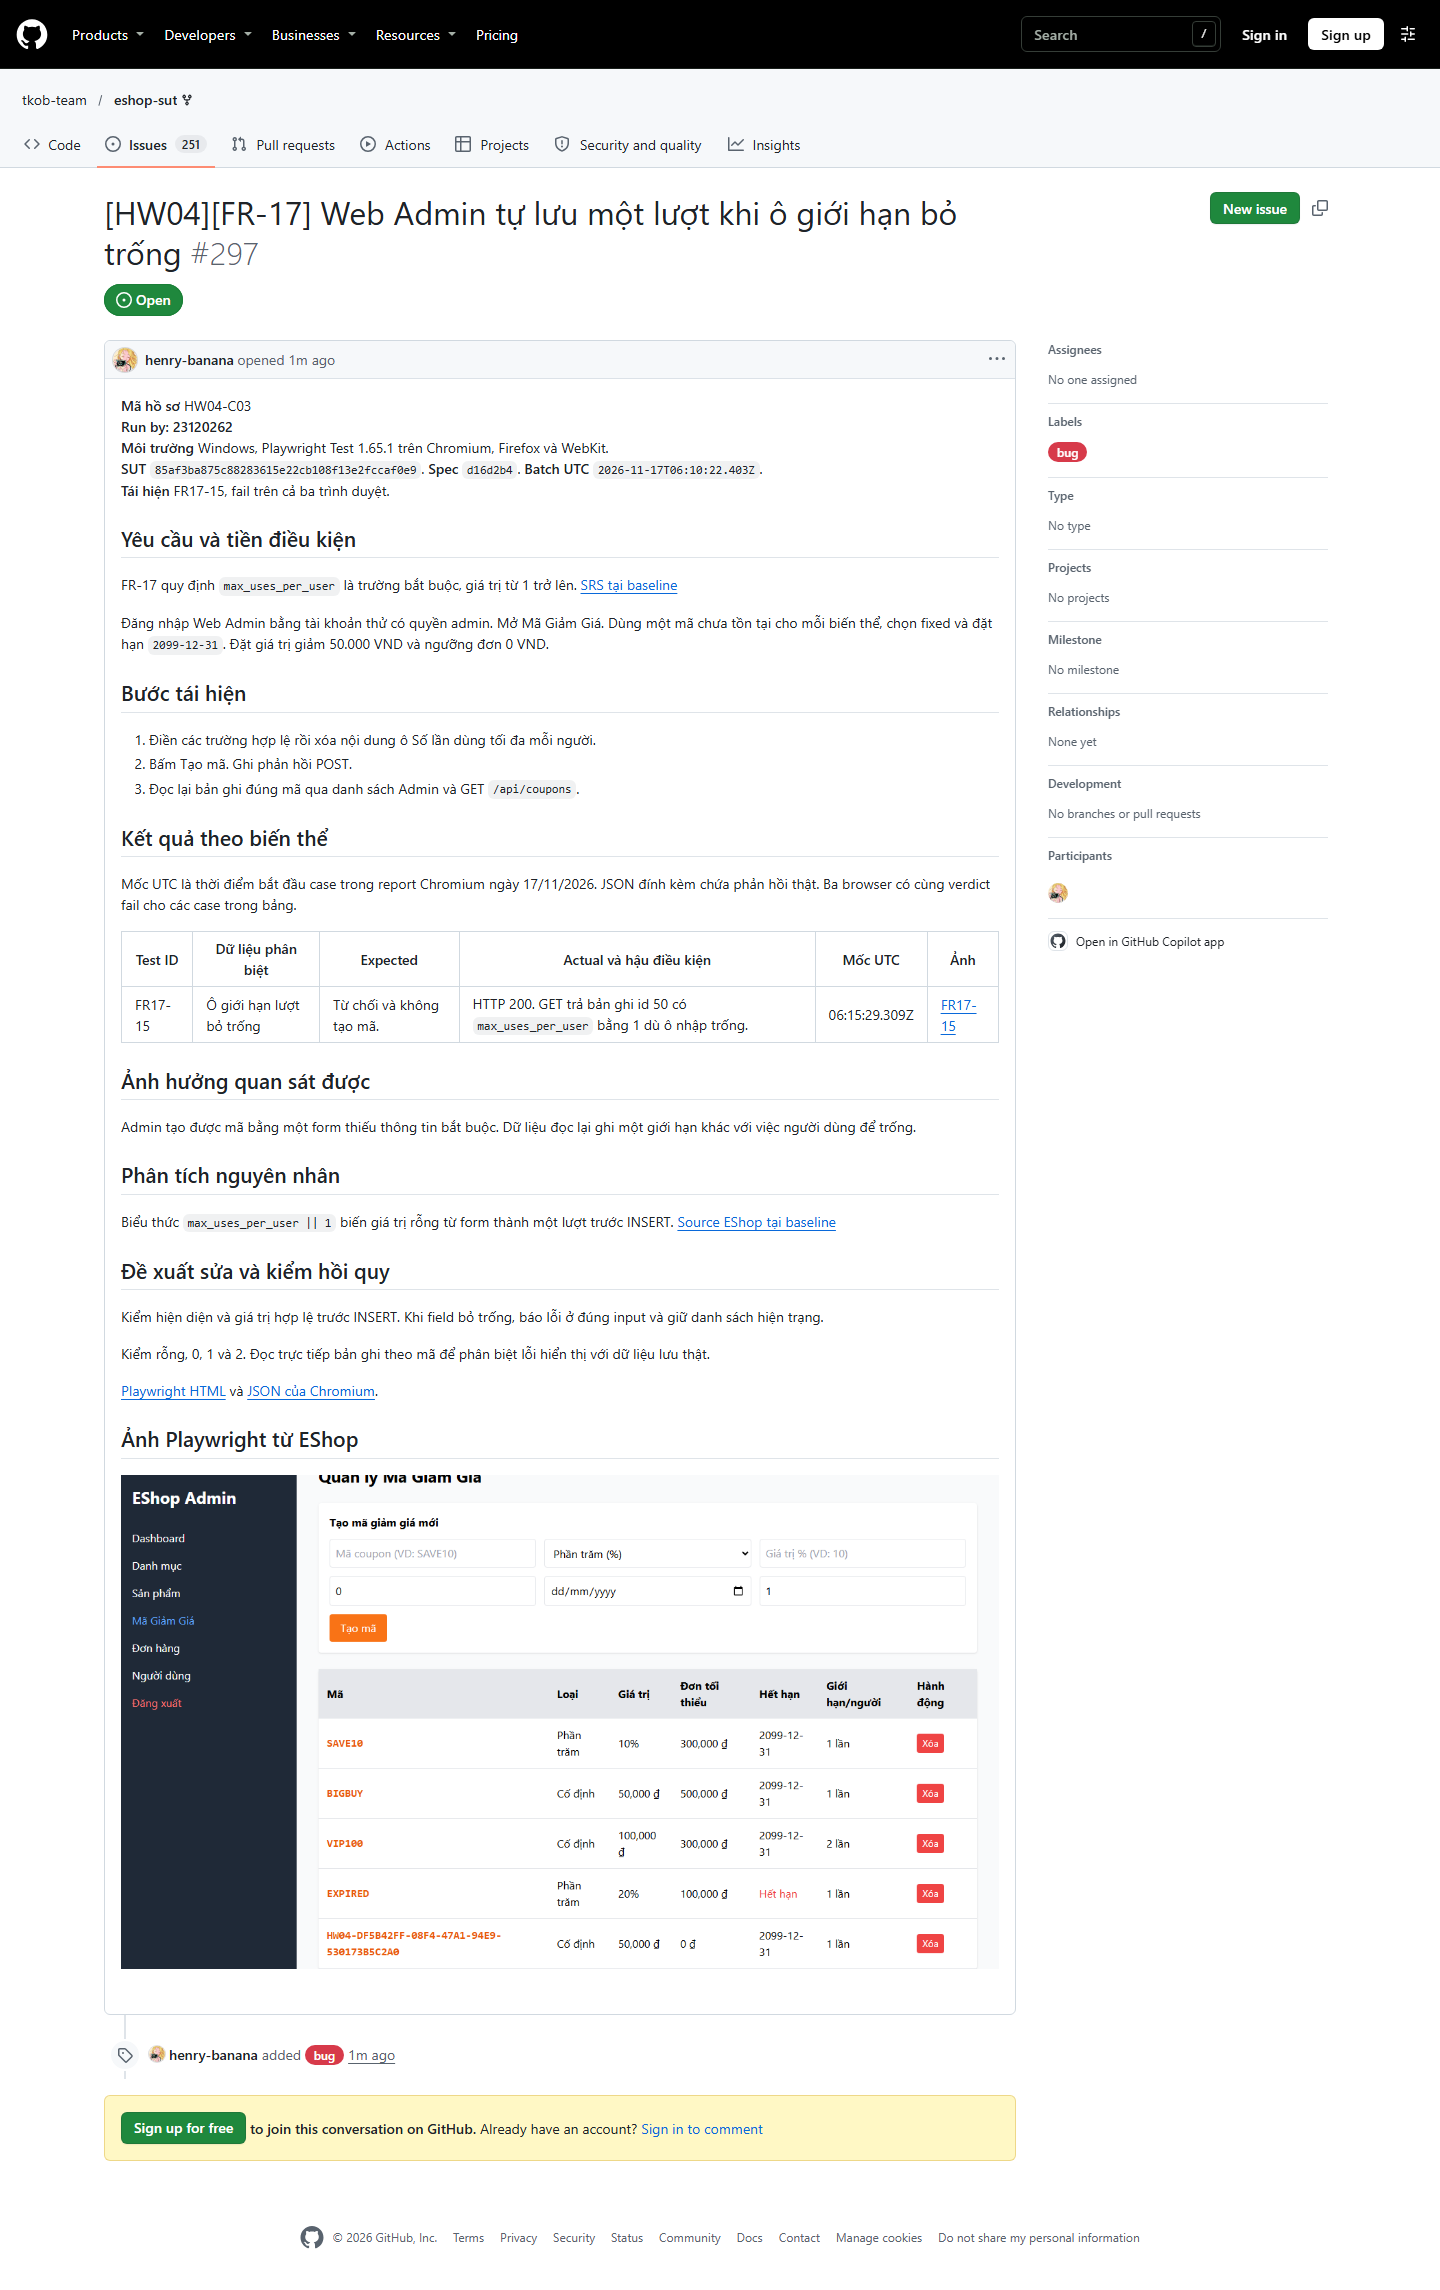 Products
Developers
Businesses
Resources
Pricing
Search
/
Sign in
Sign up
tkob-team / eshop-sut
Code
Issues 251
Pull requests
Actions
Projects
Security and quality
Insights
[HW04][FR-17] Web Admin tự lưu một lượt khi ô giới hạn bỏ
trống #297
New issue
Open
henry-banana opened 1m ago
Mã hồ sơ HW04-C03
Run by: 23120262
Môi trường Windows, Playwright Test 1.65.1 trên Chromium, Firefox và WebKit.
SUT 85af3ba875c88283615e22cb108f13e2fccaf0e9. Spec d16d2b4. Batch UTC 2026-11-17T06:10:22.403Z.
Tái hiện FR17-15, fail trên cả ba trình duyệt.
Yêu cầu và tiền điều kiện
FR-17 quy định max_uses_per_user là trường bắt buộc, giá trị từ 1 trở lên. SRS tại baseline
Đăng nhập Web Admin bằng tài khoản thử có quyền admin. Mở Mã Giảm Giá. Dùng một mã chưa tồn tại cho mỗi biến thể, chọn fixed và đặt
hạn 2099-12-31. Đặt giá trị giảm 50.000 VND và ngưỡng đơn 0 VND.
Bước tái hiện
1. Điền các trường hợp lệ rồi xóa nội dung ô Số lần dùng tối đa mỗi người.
2. Bấm Tạo mã. Ghi phản hồi POST.
3. Đọc lại bản ghi đúng mã qua danh sách Admin và GET /api/coupons.
Kết quả theo biến thể
Mốc UTC là thời điểm bắt đầu case trong report Chromium ngày 17/11/2026. JSON đính kèm chứa phản hồi thật. Ba browser có cùng verdict
fail cho các case trong bảng.
Test ID
Dữ liệu phân
biệt
Expected
Actual và hậu điều kiện
Mốc UTC
Ảnh
FR17-
15
Ô giới hạn lượt
bỏ trống
Từ chối và không
tạo mã.
HTTP 200. GET trả bản ghi id 50 có
max_uses_per_user bằng 1 dù ô nhập trống.
06:15:29.309Z
FR17-
15
Ảnh hưởng quan sát được
Admin tạo được mã bằng một form thiếu thông tin bắt buộc. Dữ liệu đọc lại ghi một giới hạn khác với việc người dùng để trống.
Phân tích nguyên nhân
Biểu thức max_uses_per_user || 1 biến giá trị rỗng từ form thành một lượt trước INSERT. Source EShop tại baseline
Đề xuất sửa và kiểm hồi quy
Kiểm hiện diện và giá trị hợp lệ trước INSERT. Khi field bỏ trống, báo lỗi ở đúng input và giữ danh sách hiện trạng.
Kiểm rỗng, 0, 1 và 2. Đọc trực tiếp bản ghi theo mã để phân biệt lỗi hiển thị với dữ liệu lưu thật.
Playwright HTML và JSON của Chromium.
Ảnh Playwright từ EShop
EShop Admin
Dashboard
Danh mục
Sản phẩm
Mã Giảm Giá
Đơn hàng
Người dùng
Đăng xuất
Quản lý Mã Giảm Giá
Tạo mã giảm giá mới
Mã coupon (VD: SAVE10)
Phần trăm (%)
Giá trị % (VD: 10)
0
dd/mm/yyyy
1
Tạo mã
Mã
Loại
Giá trị
Đơn tối
thiểu
Hết hạn
Giới
hạn/người
Hành
động
SAVE10
Phần
trăm
10%
300,000 ₫
2099-12-
31
1 lần
Xóa
BIGBUY
Cố định
50,000 ₫
500,000 ₫
2099-12-
31
1 lần
Xóa
VIP100
Cố định
100,000
₫
300,000 ₫
2099-12-
31
2 lần
Xóa
EXPIRED
Phần
trăm
20%
100,000 ₫
Hết hạn
1 lần
Xóa
HW04-DF5B42FF-08F4-47A1-94E9-
530173B5C2A0
Cố định
50,000 ₫
0 ₫
2099-12-
31
1 lần
Xóa
henry-banana added bug 1m ago
Sign up for free to join this conversation on GitHub. Already have an account? Sign in to comment
Assignees
No one assigned
Labels
bug
Type
No type
Projects
No projects
Milestone
No milestone
Relationships
None yet
Development
No branches or pull requests
Participants
Open in GitHub Copilot app
© 2026 GitHub, Inc.
Terms
Privacy
Security
Status
Community
Docs
Contact
Manage cookies
Do not share my personal information